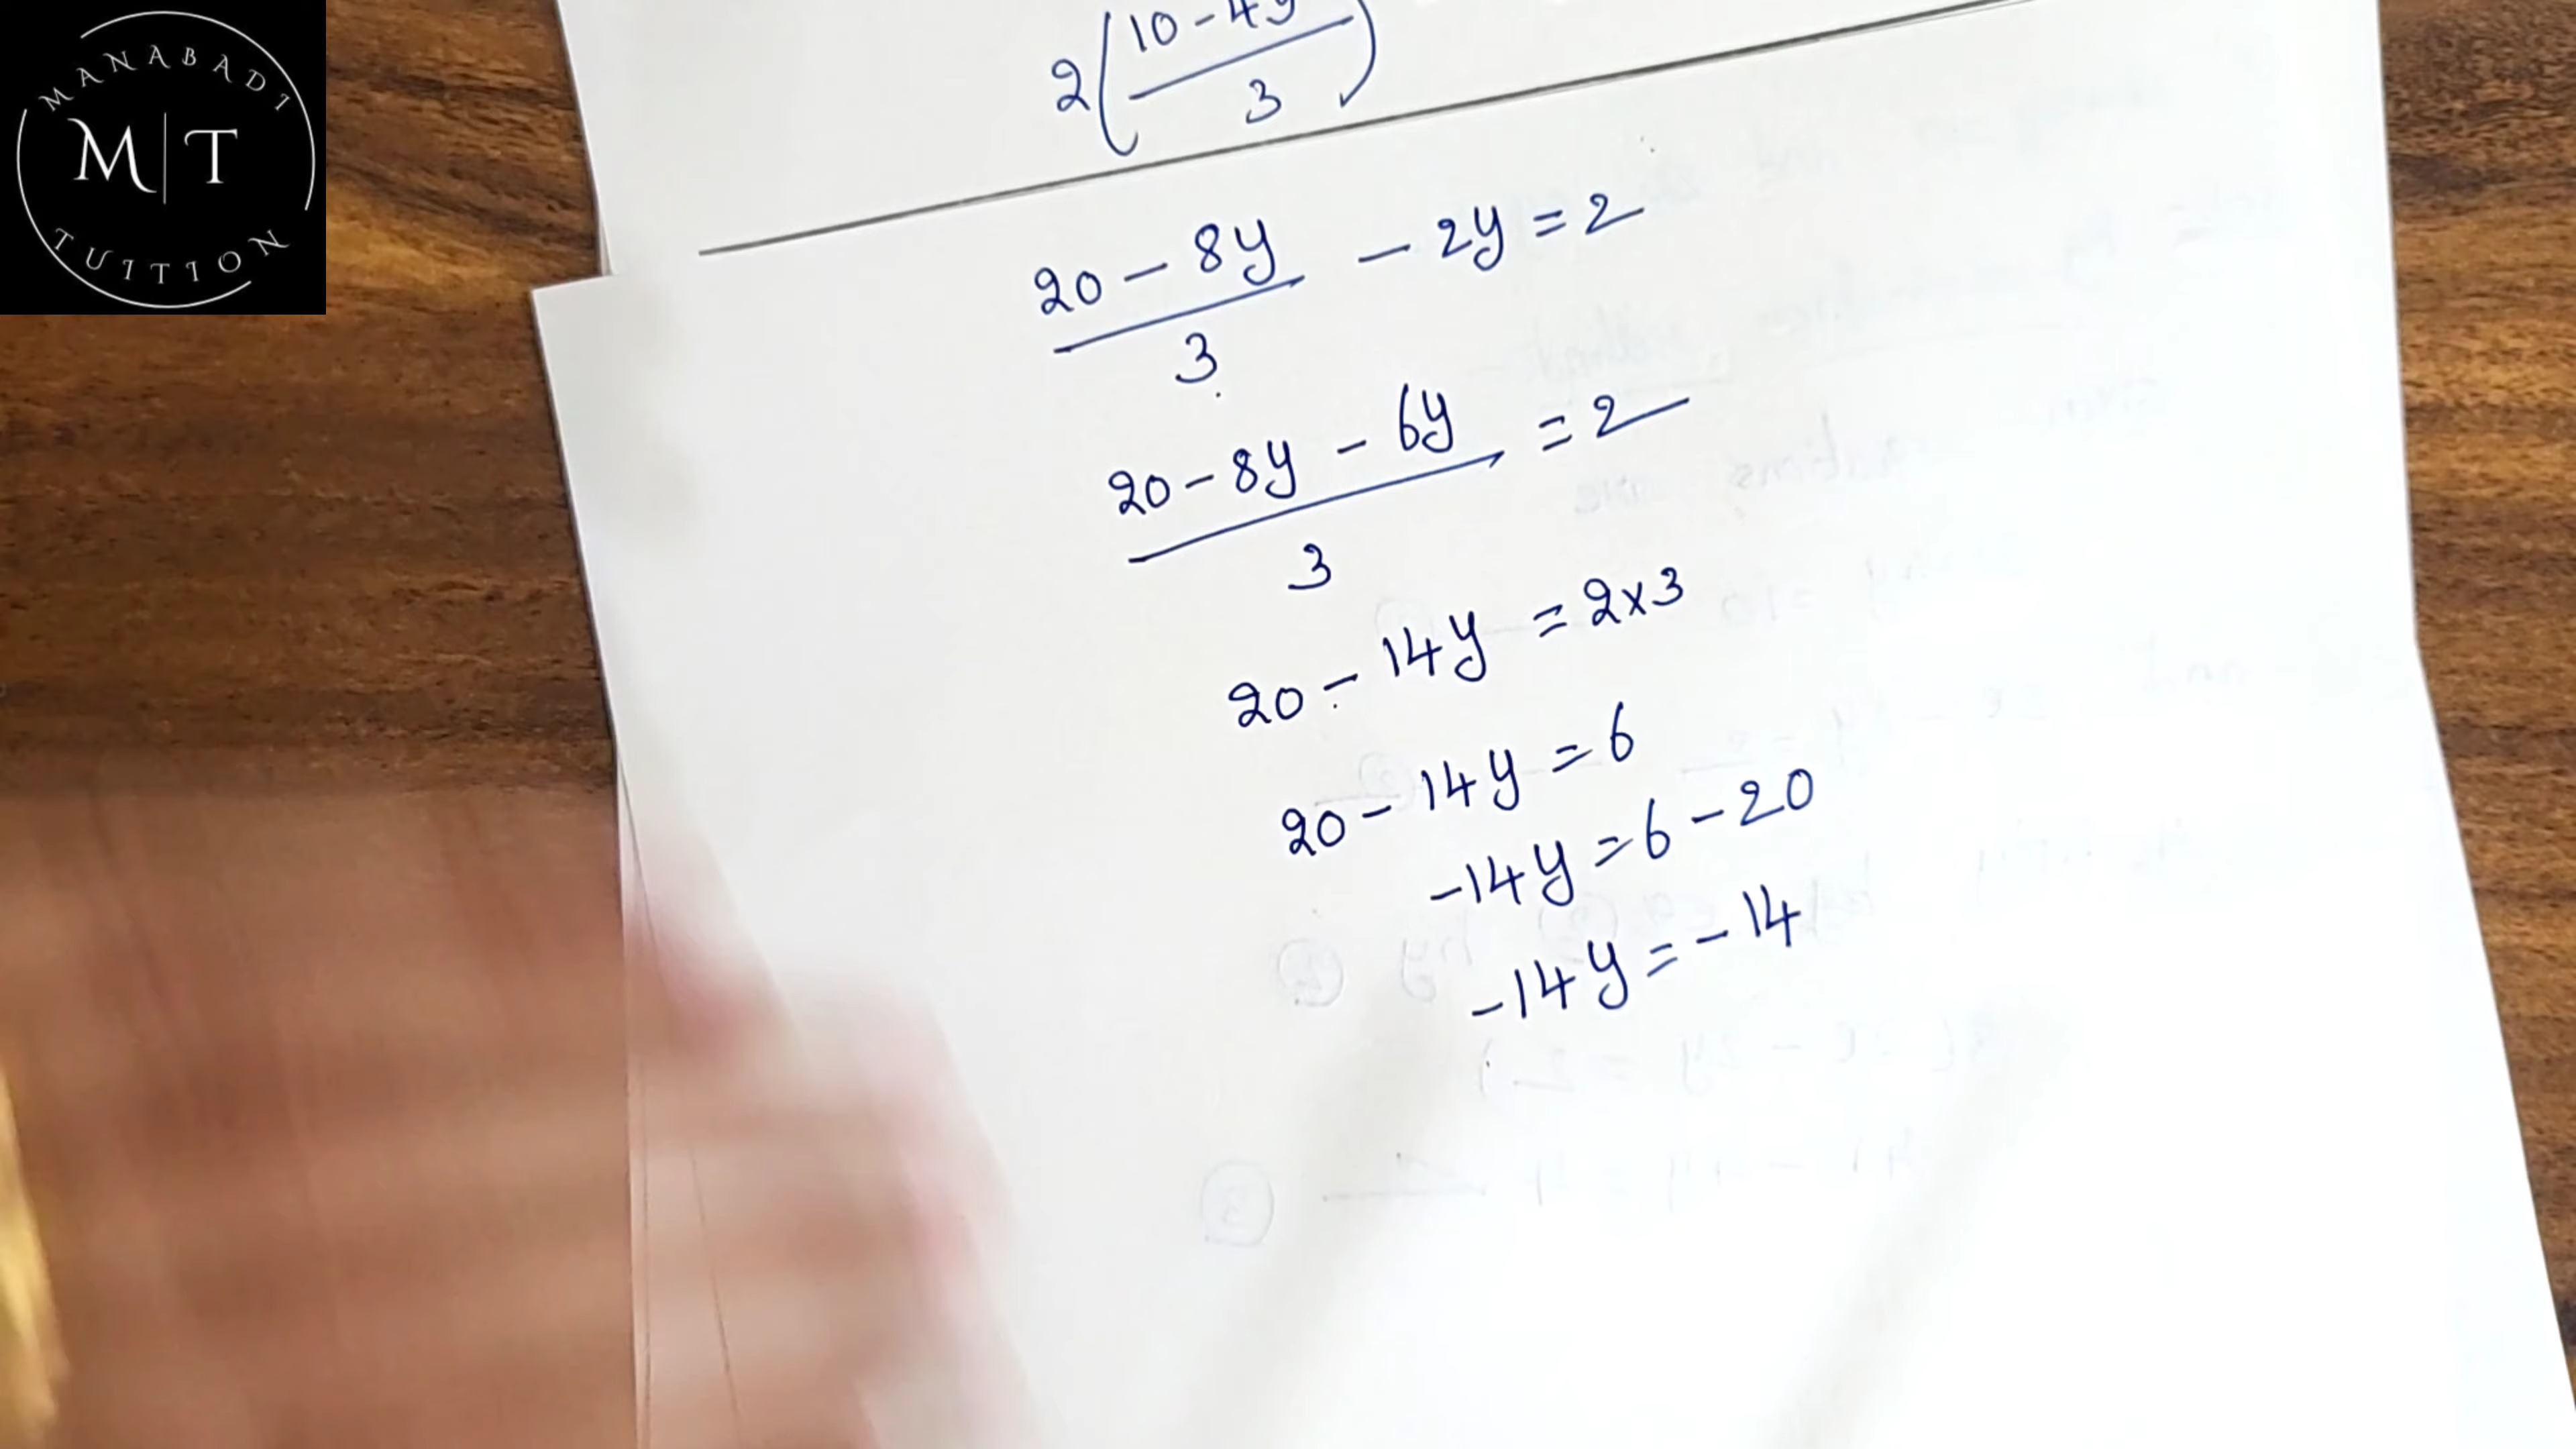 MANABADI
M|T
TUITION
2(10-4y/3)
20 - 8y/3 - 2y = 2
20 - 8y - 6y/3 = 2
20 - 14y = 2x3
20 - 14y = 6
-14y = 6 - 20
-14y = -14